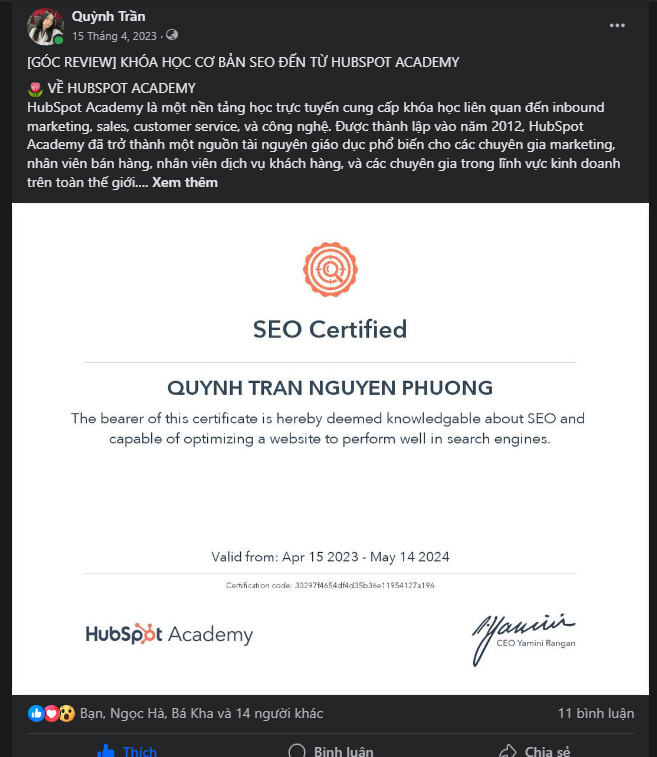 Quỳnh Trần
15 Tháng 4, 2023 ·
[GÓC REVIEW] KHÓA HỌC CƠ BẢN SEO ĐẾN TỪ HUBSPOT ACADEMY
🌷 VỀ HUBSPOT ACADEMY
HubSpot Academy là một nền tảng học trực tuyến cung cấp khóa học liên quan đến inbound
marketing, sales, customer service, và công nghệ. Được thành lập vào năm 2012, HubSpot
Academy đã trở thành một nguồn tài nguyên giáo dục phổ biến cho các chuyên gia marketing,
nhân viên bán hàng, nhân viên dịch vụ khách hàng, và các chuyên gia trong lĩnh vực kinh doanh
trên toàn thế giới.... Xem thêm
SEO Certified
QUYNH TRAN NGUYEN PHUONG
The bearer of this certificate is hereby deemed knowledgable about SEO and
capable of optimizing a website to perform well in search engines.
Valid from: Apr 15 2023 - May 14 2024
Certification code: 30297f4654df4d35b36e11954127a196
HubSpot Academy
Yamini
CEO Yamini Rangan
Bạn, Ngọc Hà, Bá Kha và 14 người khác
11 bình luận
Thích
Bình luận
Chia sẻ